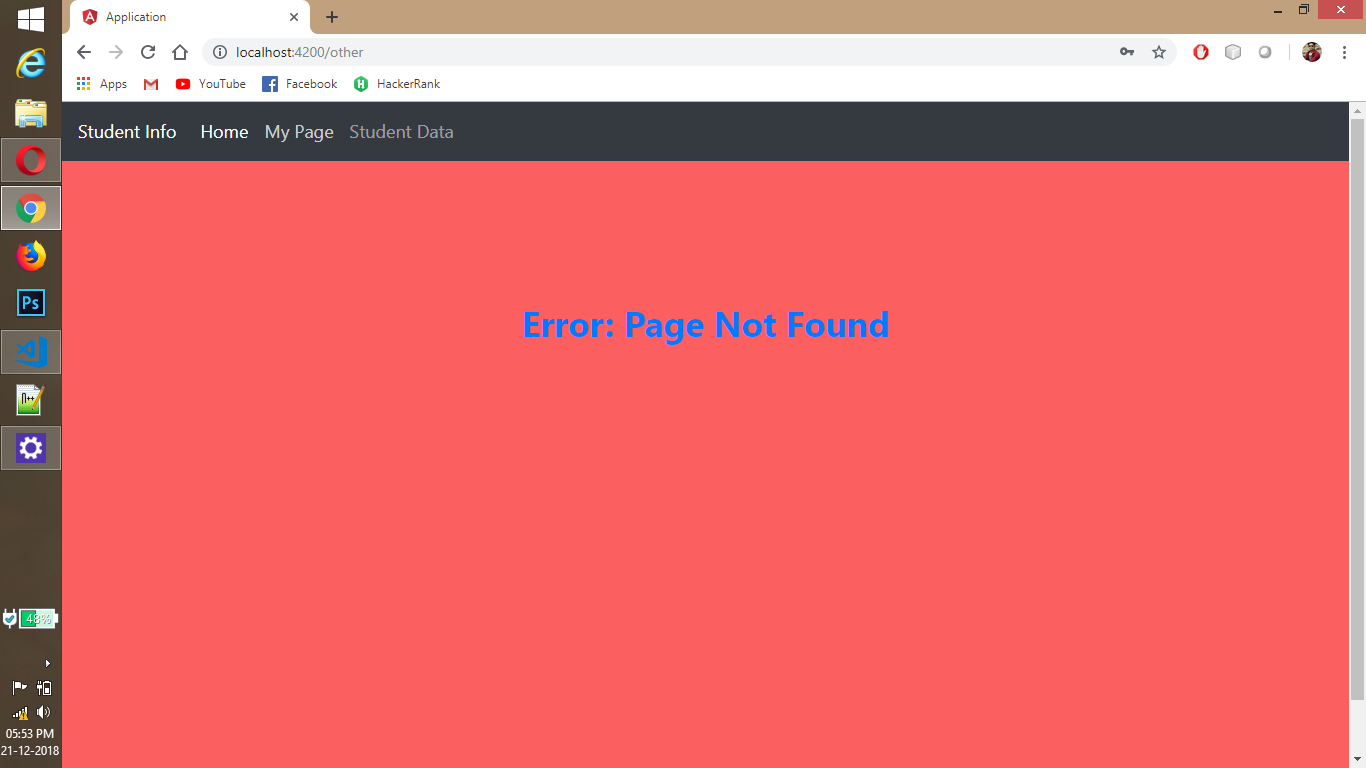 Application
localhost:4200/other
Apps YouTube Facebook HackerRank
Student Info Home My Page Student Data
Error: Page Not Found
Ps
48%
05:53 PM
21-12-2018